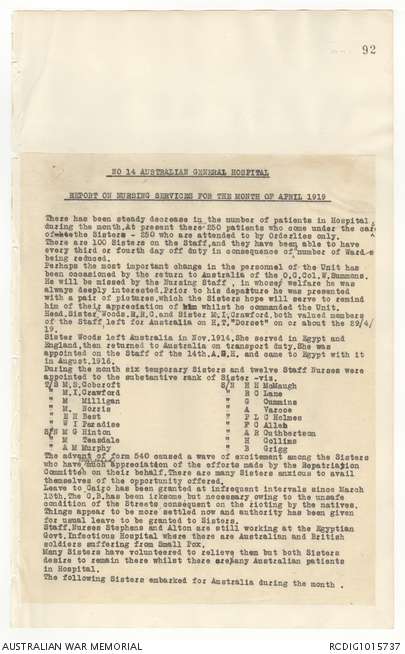 92
NO 14 AUSTRALIAN GENERAL HOSPITAL
REPORT ON NURSING SERVICES FOR THE MONTH OF APRIL 1919
There has been steady decrease in the number of patients in Hospital
during the month. At present there 250 patients who come under the care
of the Sisters - 250 who are attended to by Orderlies only.
There are 100 Sisters on the Staff, and they have been able to have
every third or fourth day off duty in consequence of number of Wards
being reduced.
Perhaps the most important change in the personnel of the Unit has
been occasioned by the return to Australia of the O.C.Col.W.Summons.
He will be missed by the Nursing Staff , in whose welfare he was
always deeply interested. Prior to his departure he was presented
with a pair of pictures, which the Sisters hope will serve to remind
him of their appreciation of him whilst he commanded the Unit.
Head.Sister Woods.R.R.C. and Sister M.I.Crawford, both valued members
of the Staff left for Australia on H.T."Dorset" on or about the 29/4/
19.
Sister Woods left Australia in Nov.1914, She served in Egypt and
England, then returned to Australia on transport duty. She was
appointed on the Staff of the 14th.A.G.H. and came to Egypt with it
in August.1916.
During the month six temporary Sisters and twelve Staff Nurses were
appointed to the substantive rank of Sister -viz.
T/S M.S.Gobcroft S/N H H McMaugh
" M.I.Crawford " R C Lane
" M Milligan " G Cummins
" M. Norris " A Varcoe
" E H Best " F L C Holmes
" W I Paradise " F C Allen
S/N M G Hinton " A R Cuthbertson
" M Teasdale " H Collins
" A M Murphy " B Grigg
The advent of form 540 caused a wave of excitement among the Sisters
who have much appreciation of the efforts made by the Repatriation
Committee on their behalf. There are many Sisters anxious to avail
themselves of the opportunity offered.
Leave to Cairo has been granted at infrequent intervals since March
13th. The C.B. has been irksome but necessary owing to the unsafe
condition of the Streets consequent on the rioting by the natives.
Things appear to be more settled now and authority has been given
for usual leave to be granted to Sisters.
Staff.Nurses Stephens and Alton are still working at the Egyptian
Govt.Infectious Hospital where there are Australian and British
soldiers suffering from Small Pox.
Many Sisters have volunteered to relieve them but both Sisters
desire to remain there whilst there are many Australian patients
in Hospital.
The following Sisters embarked for Australia during the month .
AUSTRALIAN WAR MEMORIAL RCDIG1015737